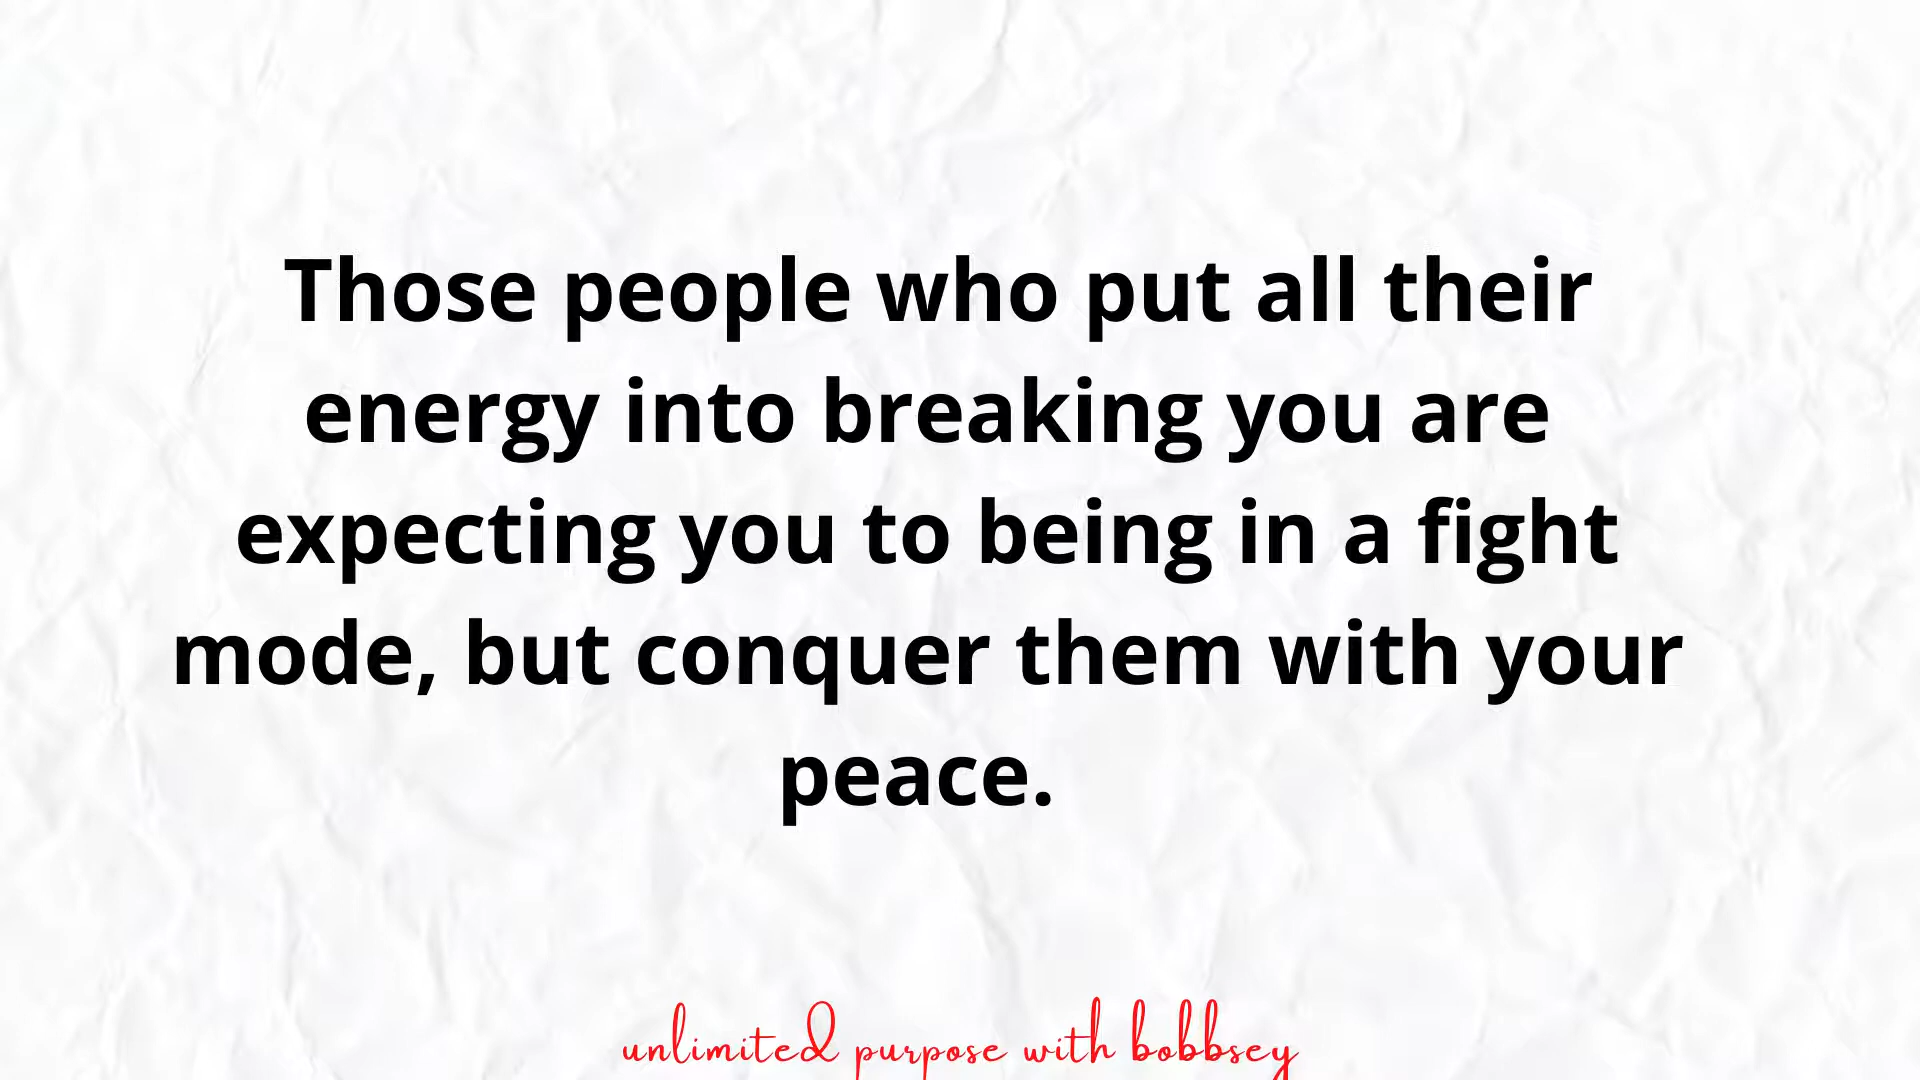 Those people who put all their
energy into breaking you are
expecting you to being in a fight
mode, but conquer them with your
peace.
unlimited purpose with bobbsey